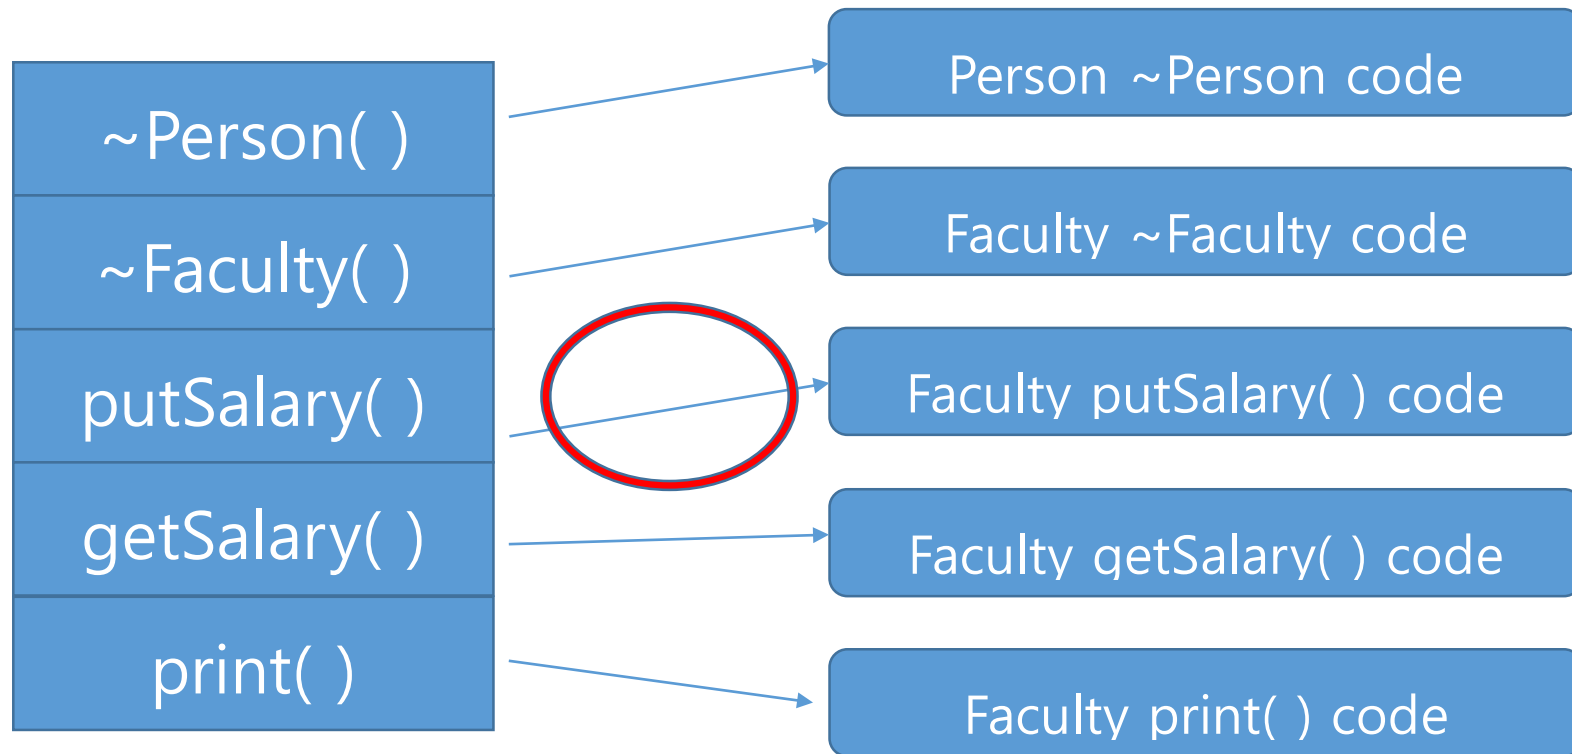 ~Person( )
~Faculty( )
putSalary( )
getSalary( )
print( )
Person ~Person code
Faculty ~Faculty code
Faculty putSalary( ) code
Faculty getSalary( ) code
Faculty print( ) code